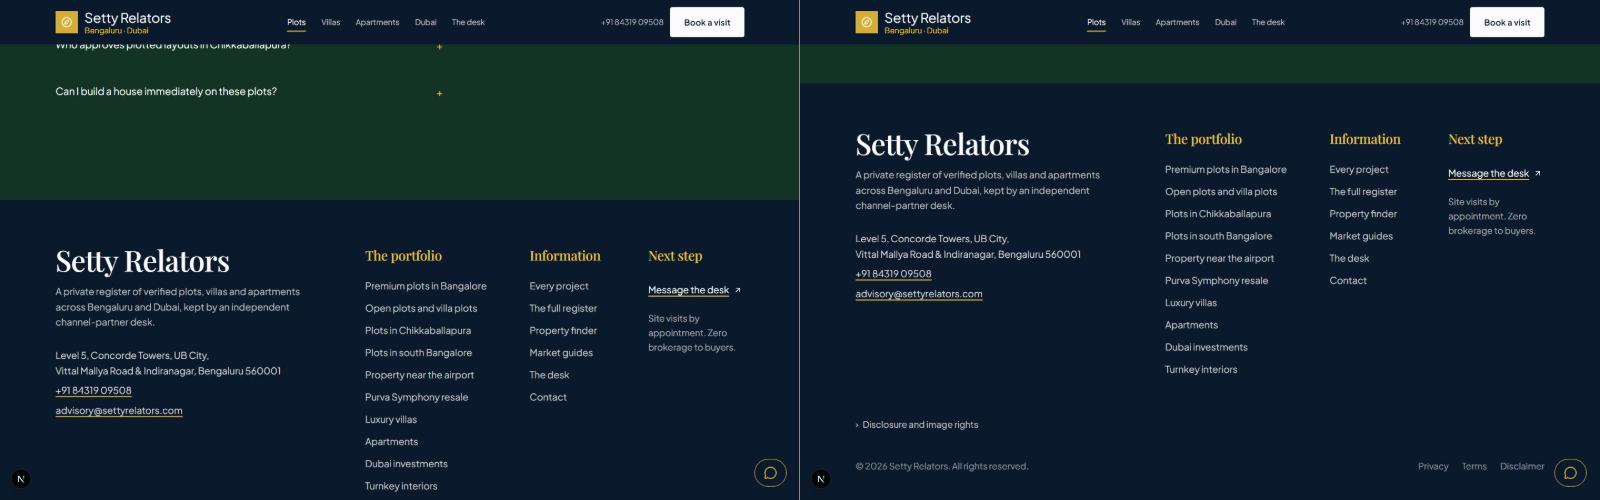 Setty Relators
Bengaluru · Dubai
Plots
Villas
Apartments
Dubai
The desk
+91 84319 09508
Book a visit
Who approves plotted layouts in Chikkaballapura?
+
Can I build a house immediately on these plots?
+
Setty Relators
A private register of verified plots, villas and apartments
across Bengaluru and Dubai, kept by an independent
channel-partner desk.
Level 5, Concorde Towers, UB City,
Vittal Mallya Road & Indiranagar, Bengaluru 560001
+91 84319 09508
advisory@settyrelators.com
The portfolio
Premium plots in Bangalore
Open plots and villa plots
Plots in Chikkaballapura
Plots in south Bangalore
Property near the airport
Purva Symphony resale
Luxury villas
Apartments
Dubai investments
Turnkey interiors
Information
Every project
The full register
Property finder
Market guides
The desk
Contact
Next step
Message the desk ↗
Site visits by
appointment. Zero
brokerage to buyers.
N
Setty Relators
Bengaluru · Dubai
Plots
Villas
Apartments
Dubai
The desk
+91 84319 09508
Book a visit
Setty Relators
A private register of verified plots, villas and apartments
across Bengaluru and Dubai, kept by an independent
channel-partner desk.
Level 5, Concorde Towers, UB City,
Vittal Mallya Road & Indiranagar, Bengaluru 560001
+91 84319 09508
advisory@settyrelators.com
The portfolio
Premium plots in Bangalore
Open plots and villa plots
Plots in Chikkaballapura
Plots in south Bangalore
Property near the airport
Purva Symphony resale
Luxury villas
Apartments
Dubai investments
Turnkey interiors
Information
Every project
The full register
Property finder
Market guides
The desk
Contact
Next step
Message the desk ↗
Site visits by
appointment. Zero
brokerage to buyers.
› Disclosure and image rights
© 2026 Setty Relators. All rights reserved.
Privacy
Terms
Disclaimer
N